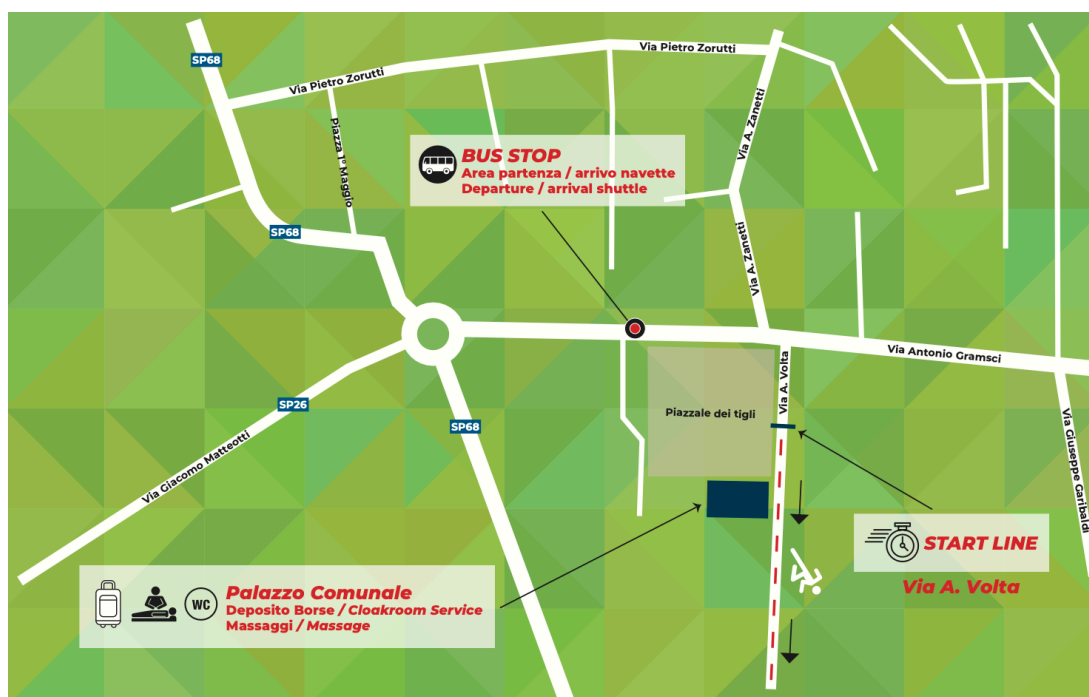 SP68
Via Pietro Zorutti
Via Pietro Zorutti
Piazza 1° Maggio
Via A. Zanetti
BUS STOP
Area partenza / arrivo navette
Departure / arrival shuttle
SP68
Via A. Zanetti
Via Antonio Gramsci
Via A. Volta
Piazzale dei tigli
SP26
SP68
Via Giacomo Matteotti
Via Giuseppe Garibaldi
START LINE
Via A. Volta
WC
Palazzo Comunale
Deposito Borse / Cloakroom Service
Massaggi / Massage